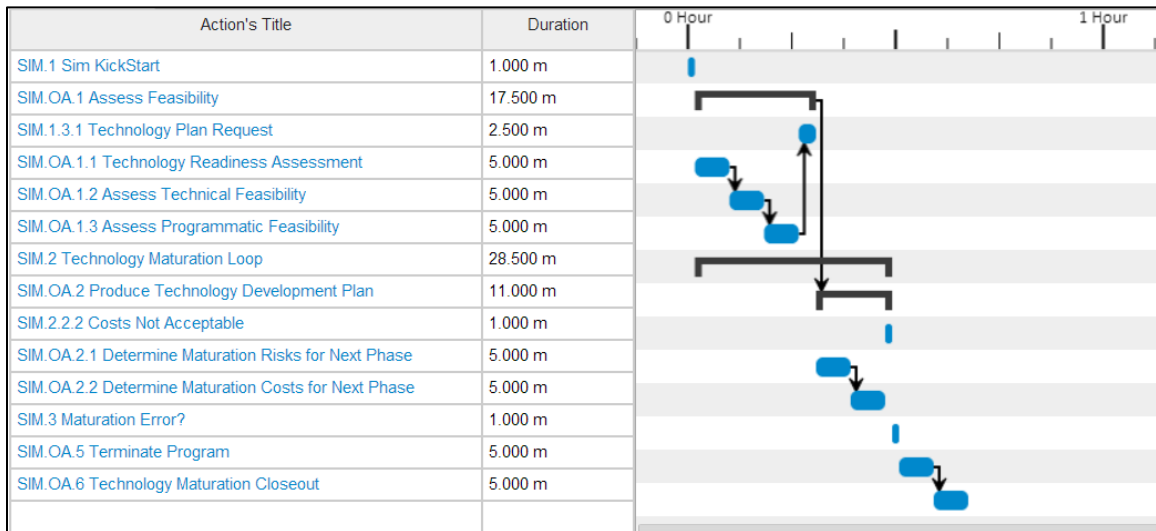 Action's Title Duration 0 Hour 1 Hour
SIM.1 Sim KickStart 1.000 m
SIM.OA.1 Assess Feasibility 17.500 m
SIM.1.3.1 Technology Plan Request 2.500 m
SIM.OA.1.1 Technology Readiness Assessment 5.000 m
SIM.OA.1.2 Assess Technical Feasibility 5.000 m
SIM.OA.1.3 Assess Programmatic Feasibility 5.000 m
SIM.2 Technology Maturation Loop 28.500 m
SIM.OA.2 Produce Technology Development Plan 11.000 m
SIM.2.2.2 Costs Not Acceptable 1.000 m
SIM.OA.2.1 Determine Maturation Risks for Next Phase 5.000 m
SIM.OA.2.2 Determine Maturation Costs for Next Phase 5.000 m
SIM.3 Maturation Error? 1.000 m
SIM.OA.5 Terminate Program 5.000 m
SIM.OA.6 Technology Maturation Closeout 5.000 m